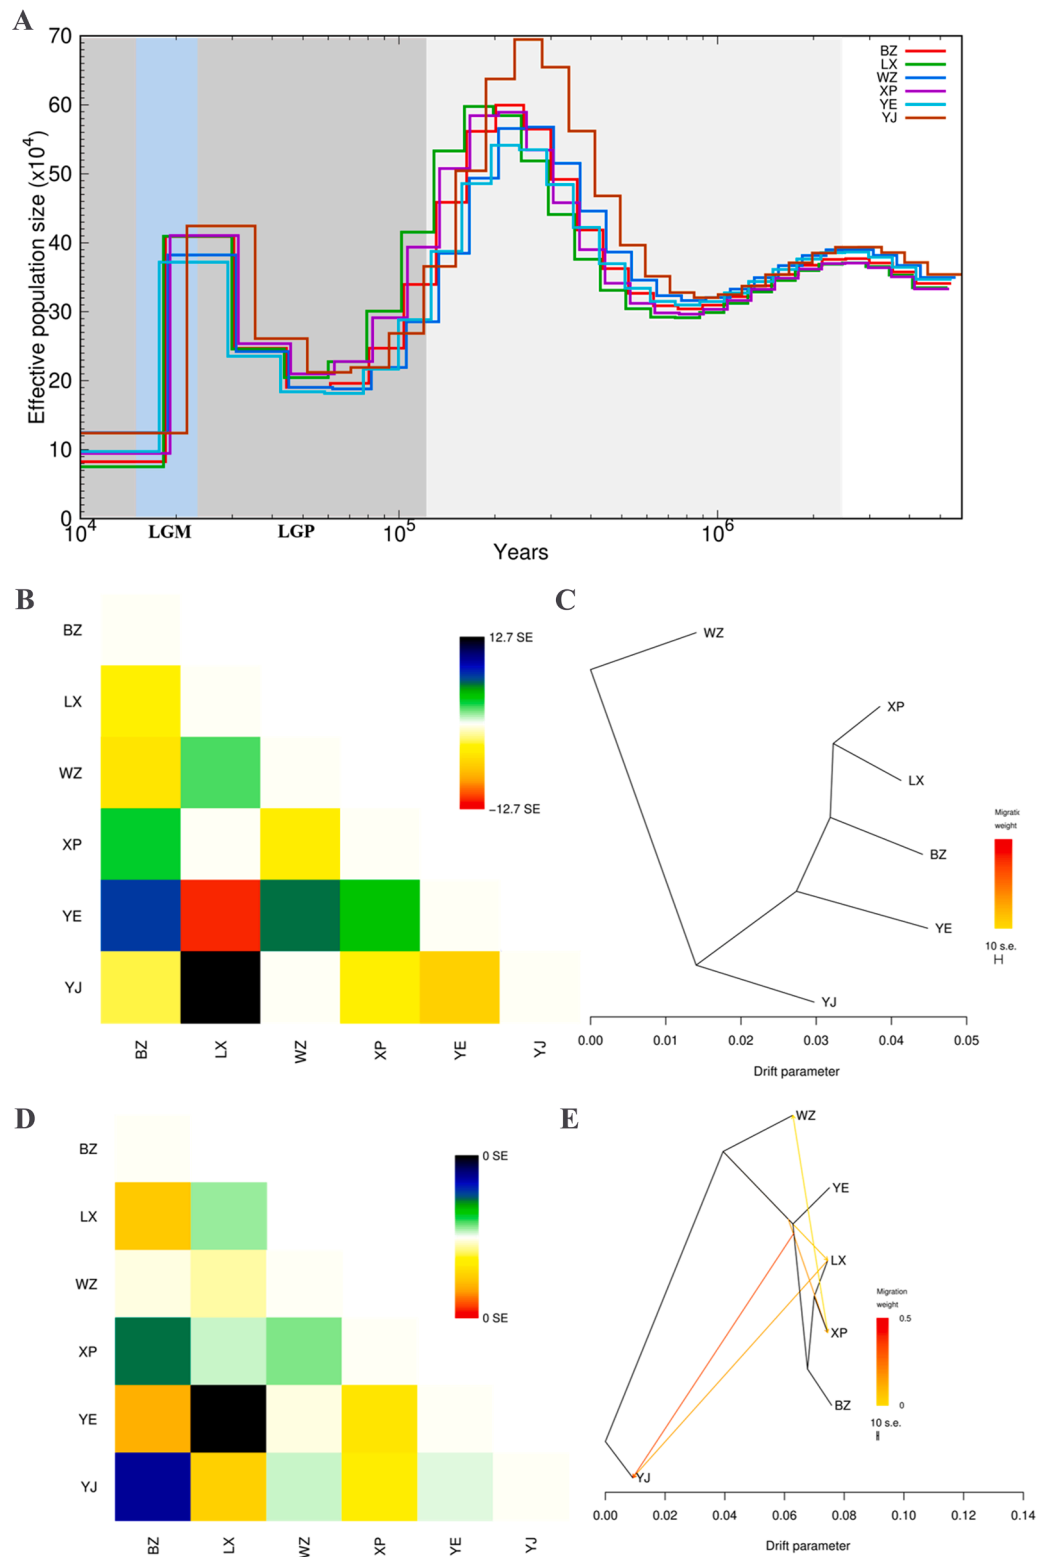 A
Effective population size (x10⁴)
70
60
50
40
30
20
10
0
BZ
LX
WZ
XP
YE
YJ
10⁴
10⁵
10⁶
LGM
LGP
Years
B
BZ
LX
WZ
XP
YE
YJ
BZ
LX
WZ
XP
YE
YJ
12.7 SE
−12.7 SE
C
WZ
XP
LX
BZ
YE
YJ
Migratic
weight
10 s.e.
0.00
0.01
0.02
0.03
0.04
0.05
Drift parameter
D
BZ
LX
WZ
XP
YE
YJ
BZ
LX
WZ
XP
YE
YJ
0 SE
0 SE
E
WZ
YE
LX
XP
BZ
YJ
Migration
weight
0.5
0
10 s.e.
0.00
0.02
0.04
0.06
0.08
0.10
0.12
0.14
Drift parameter